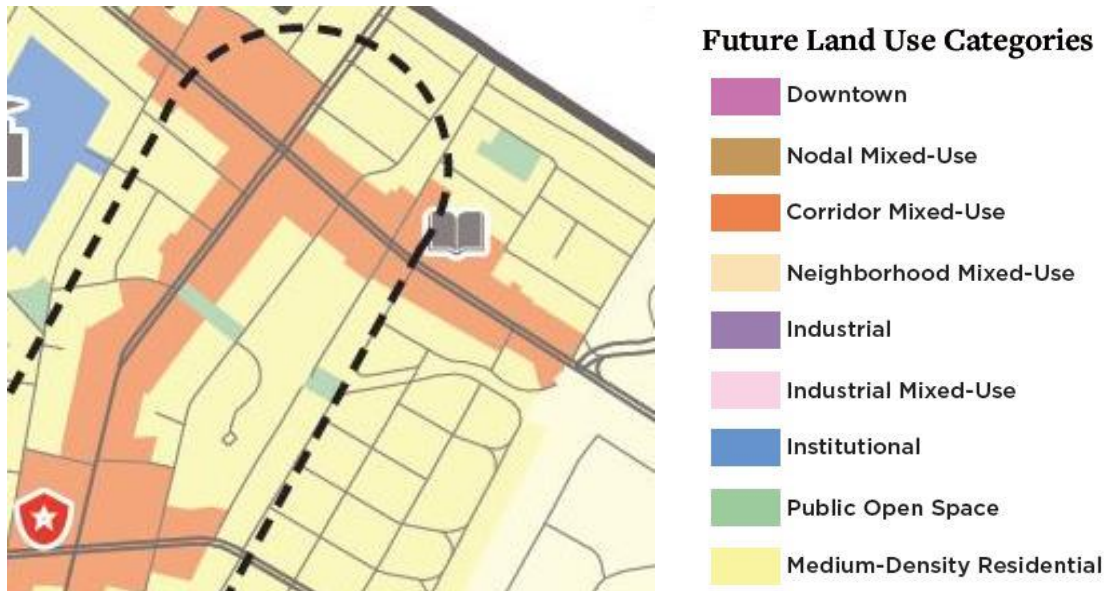 Future Land Use Categories
Downtown
Nodal Mixed-Use
Corridor Mixed-Use
Neighborhood Mixed-Use
Industrial
Industrial Mixed-Use
Institutional
Public Open Space
Medium-Density Residential